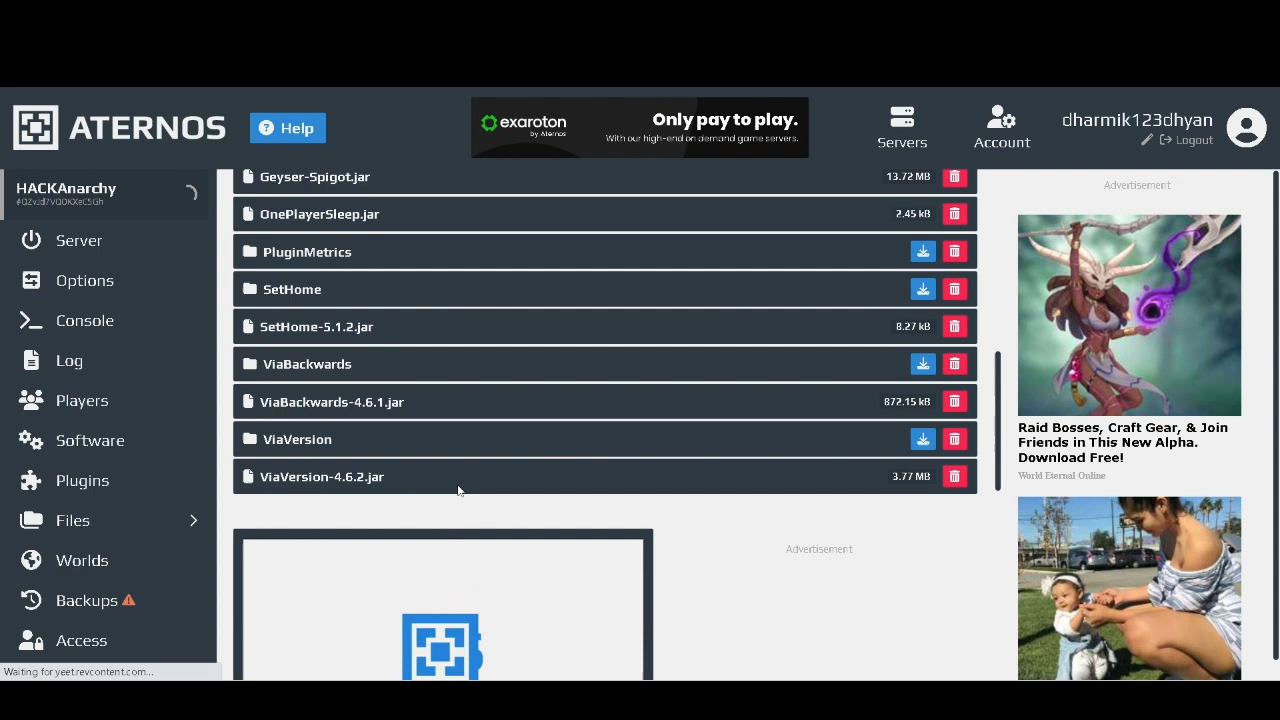 ATERNOS
Help
exaroton
by Aternos
Only pay to play.
With our high-end on demand game servers.
Servers
Account
dharmik123dhyan
Logout
HACKAnarchy
Server
Options
Console
Log
Players
Software
Plugins
Files
Worlds
Backups
Access
Waiting for yeet.revcontent.com...
Geyser-Spigot.jar
13.72 MB
OnePlayerSleep.jar
2.45 kB
PluginMetrics
SetHome
SetHome-5.1.2.jar
8.27 kB
ViaBackwards
ViaBackwards-4.6.1.jar
872.15 kB
ViaVersion
ViaVersion-4.6.2.jar
3.77 MB
Advertisement
Advertisement
Raid Bosses, Craft Gear, & Join
Friends in This New Alpha.
Download Free!
World Eternal Online